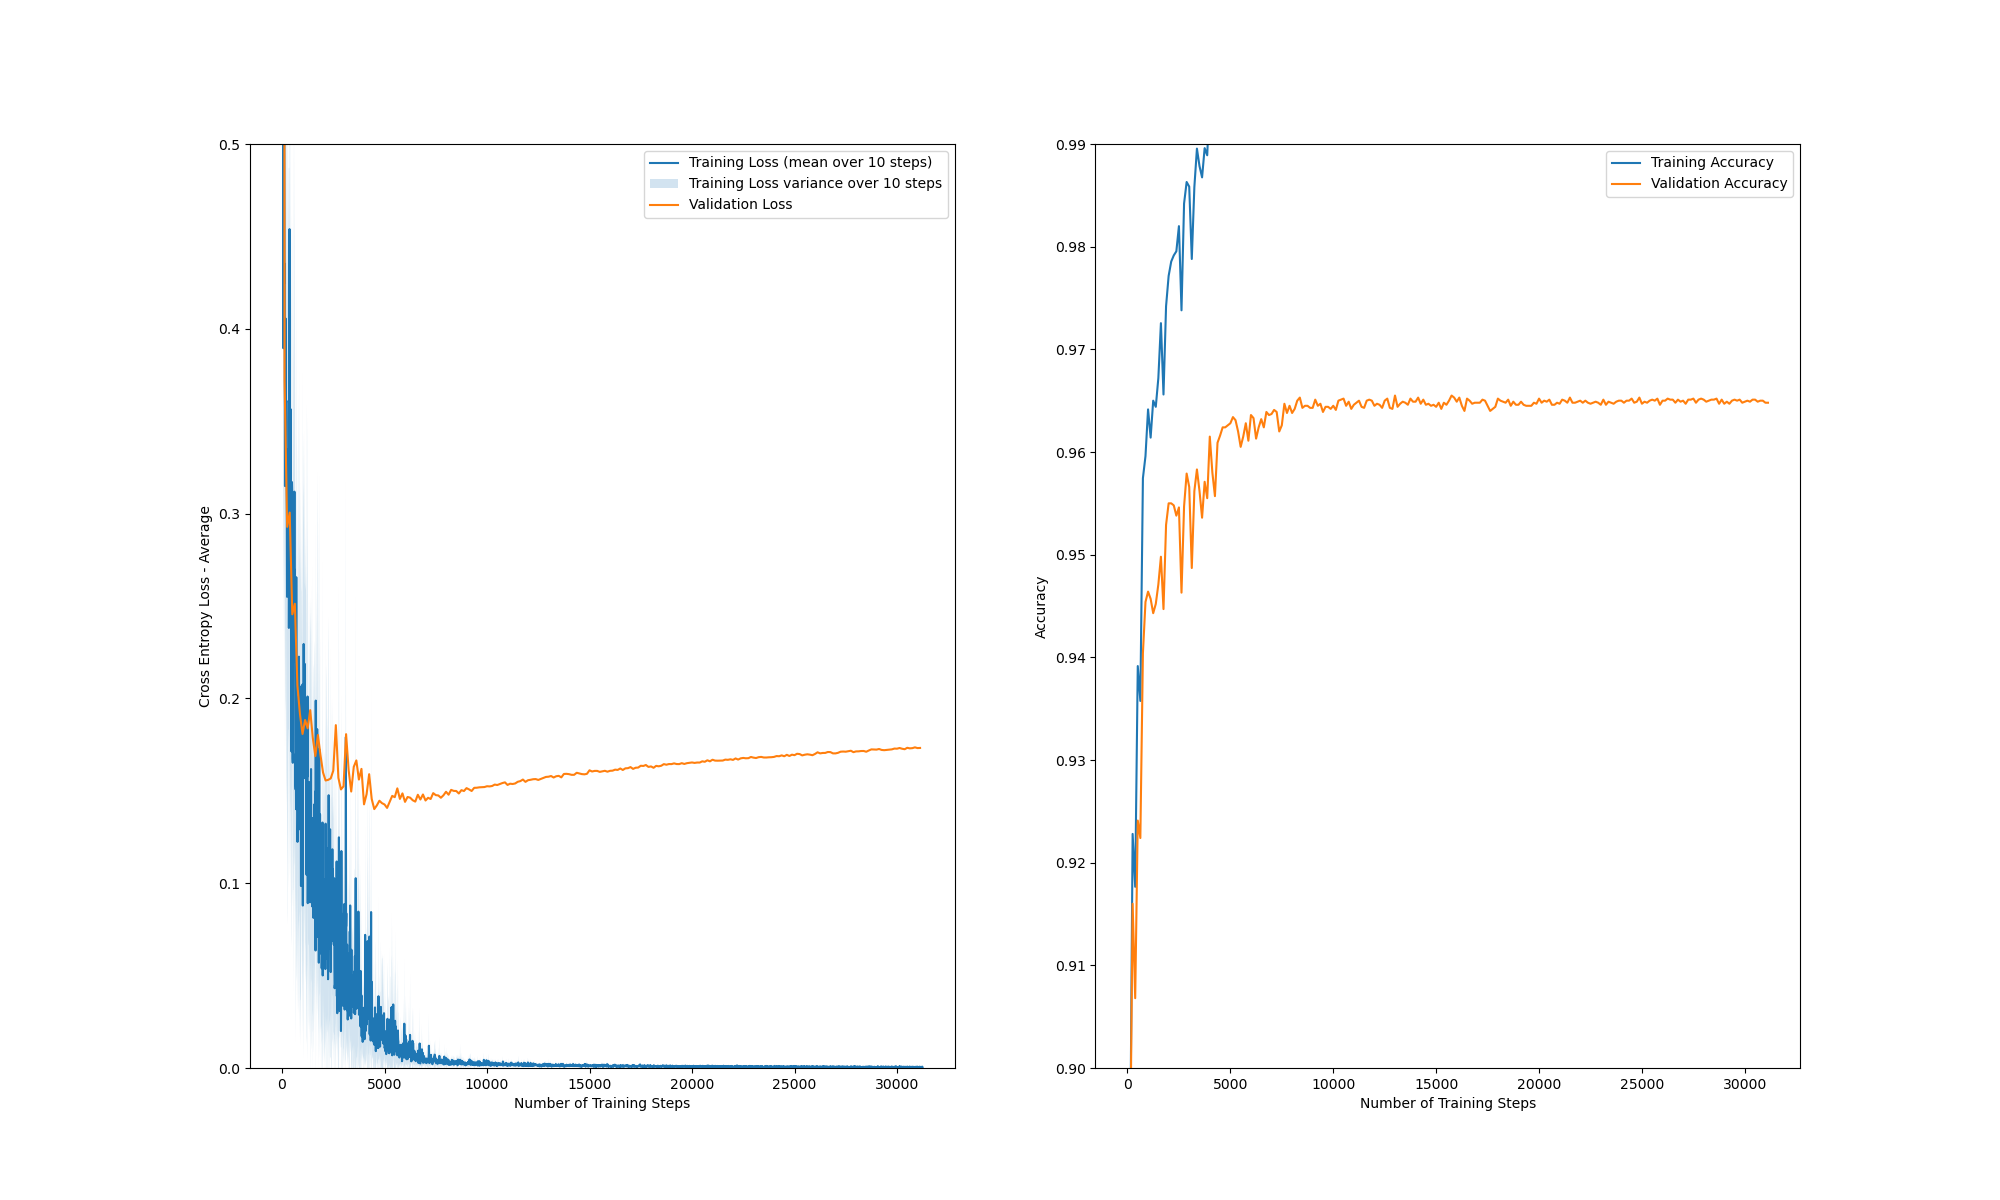 0.5
0.4
0.3
0.2
0.1
0.0
Cross Entropy Loss - Average
Training Loss (mean over 10 steps)
Training Loss variance over 10 steps
Validation Loss
0 5000 10000 15000 20000 25000 30000
Number of Training Steps
0.99
0.98
0.97
0.96
0.95
0.94
0.93
0.92
0.91
0.90
Accuracy
Training Accuracy
Validation Accuracy
0 5000 10000 15000 20000 25000 30000
Number of Training Steps